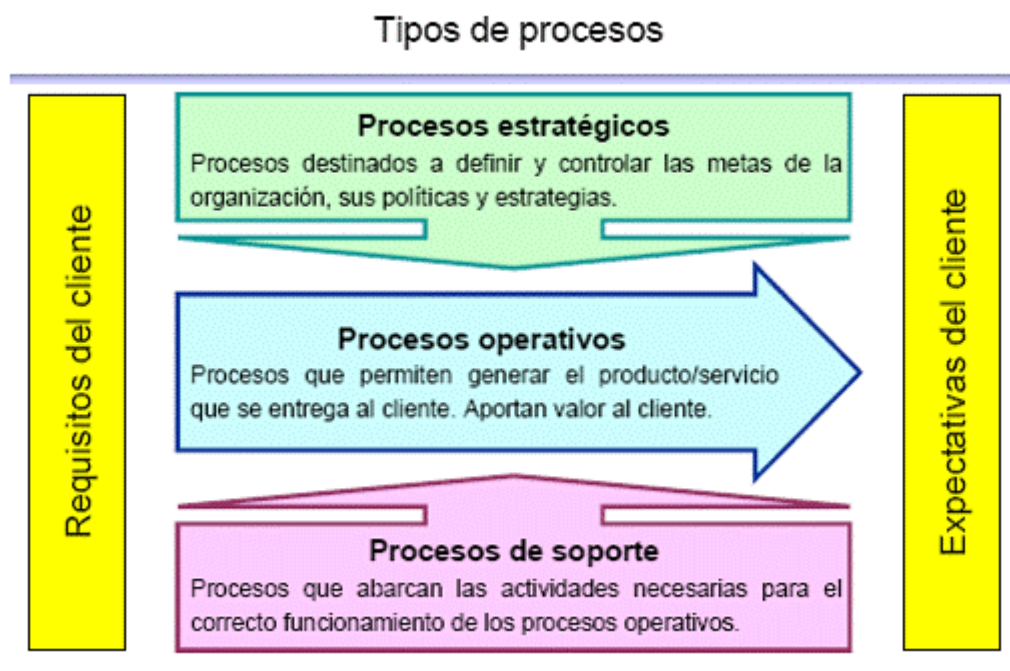 Tipos de procesos
Requisitos del cliente
Procesos estratégicos
Procesos destinados a definir y controlar las metas de la
organización, sus políticas y estrategias.
Procesos operativos
Procesos que permiten generar el producto/servicio
que se entrega al cliente. Aportan valor al cliente.
Procesos de soporte
Procesos que abarcan las actividades necesarias para el
correcto funcionamiento de los procesos operativos.
Expectativas del cliente